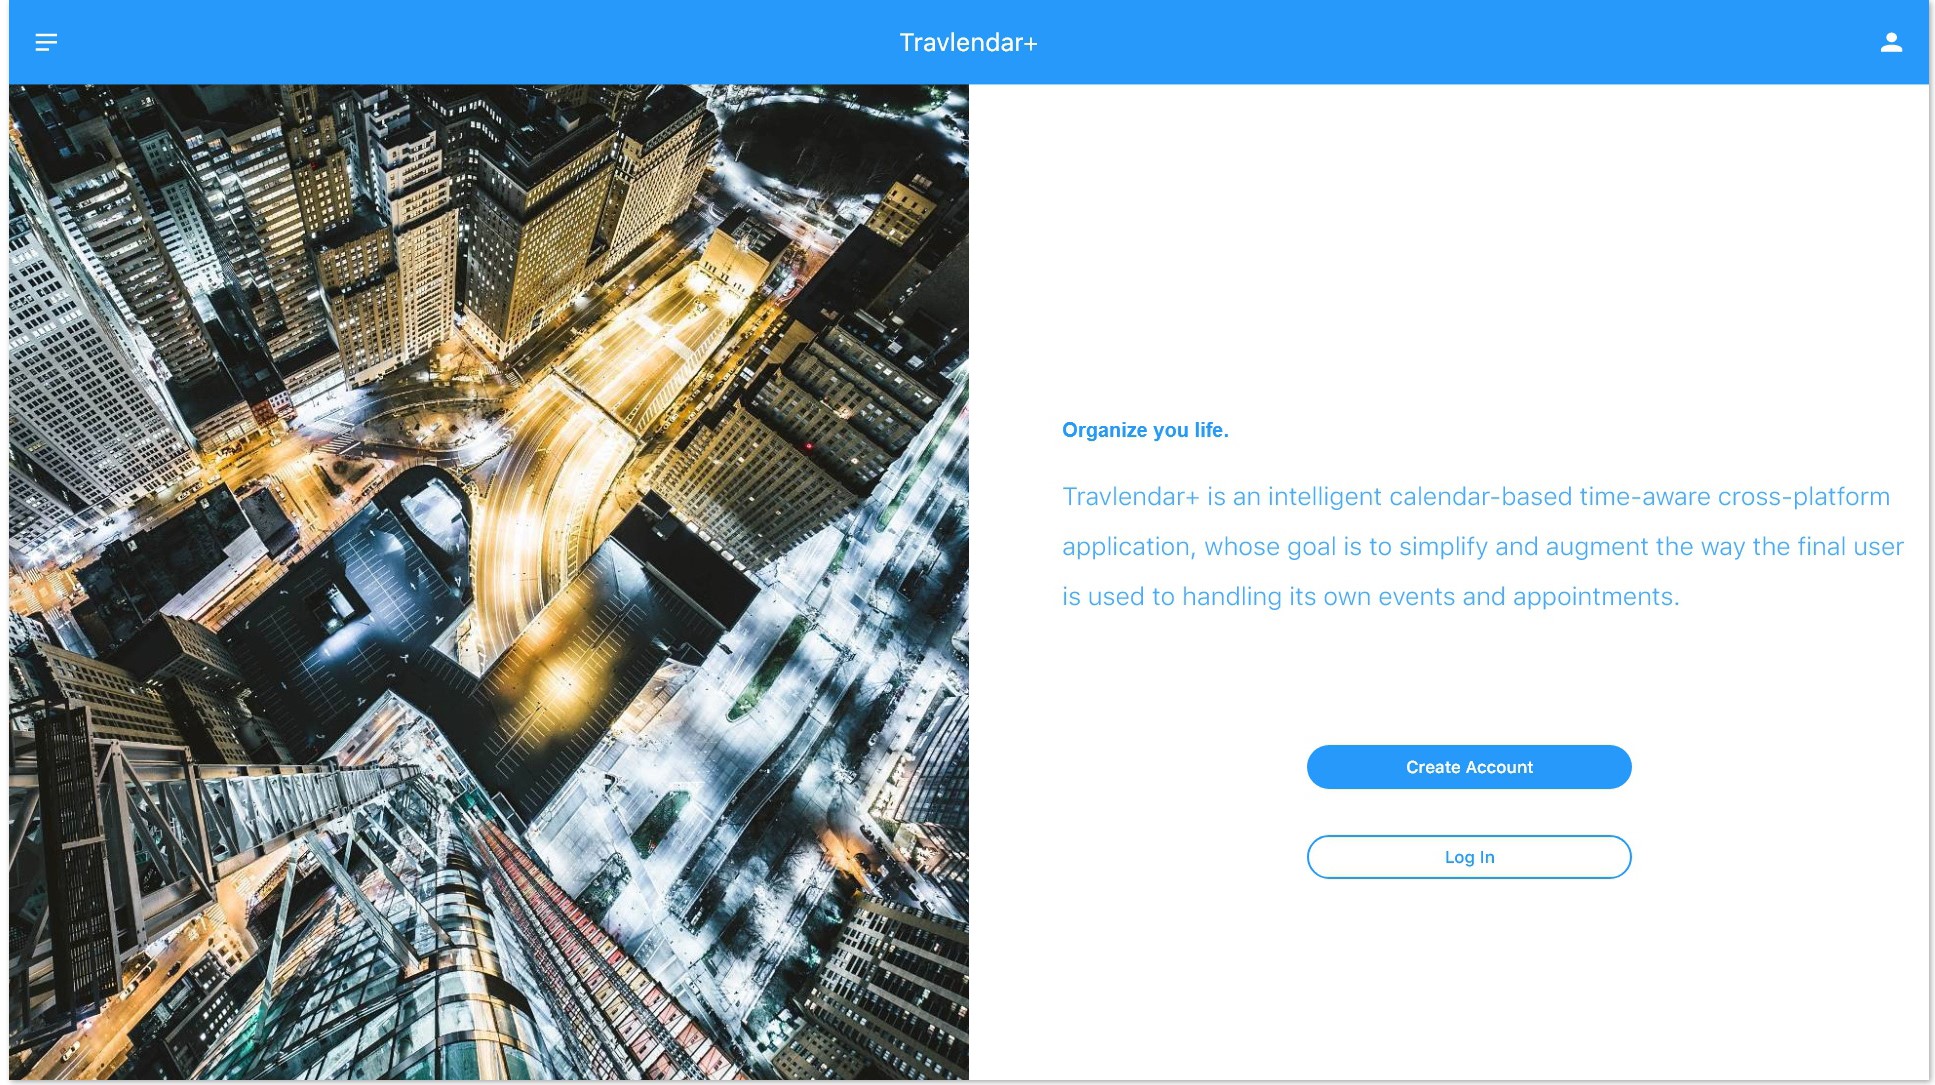 Travlendar+
Organize you life.
Travlendar+ is an intelligent calendar-based time-aware cross-platform
application, whose goal is to simplify and augment the way the final user
is used to handling its own events and appointments.
Create Account
Log In